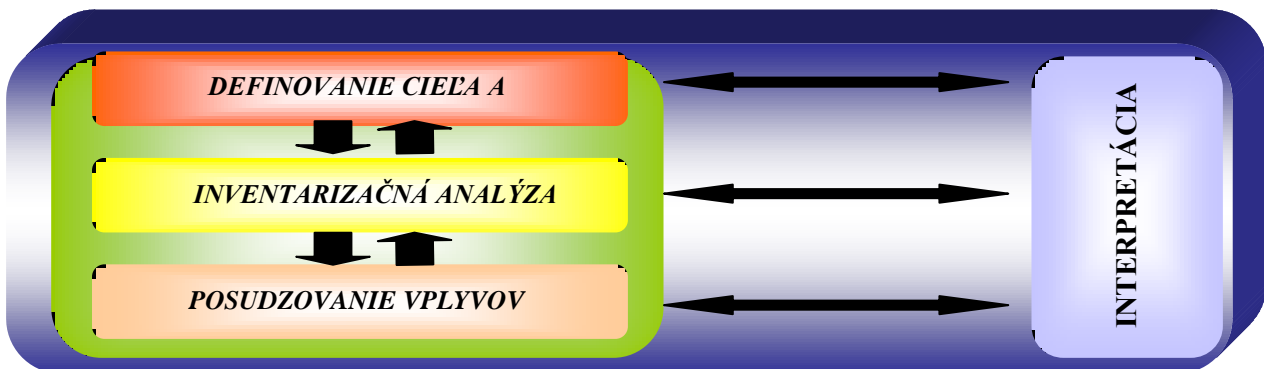 DEFINOVANIE CIEĽA A
INVENTARIZAČNÁ ANALÝZA
POSUDZOVANIE VPLYVOV
INTERPRETÁCIA